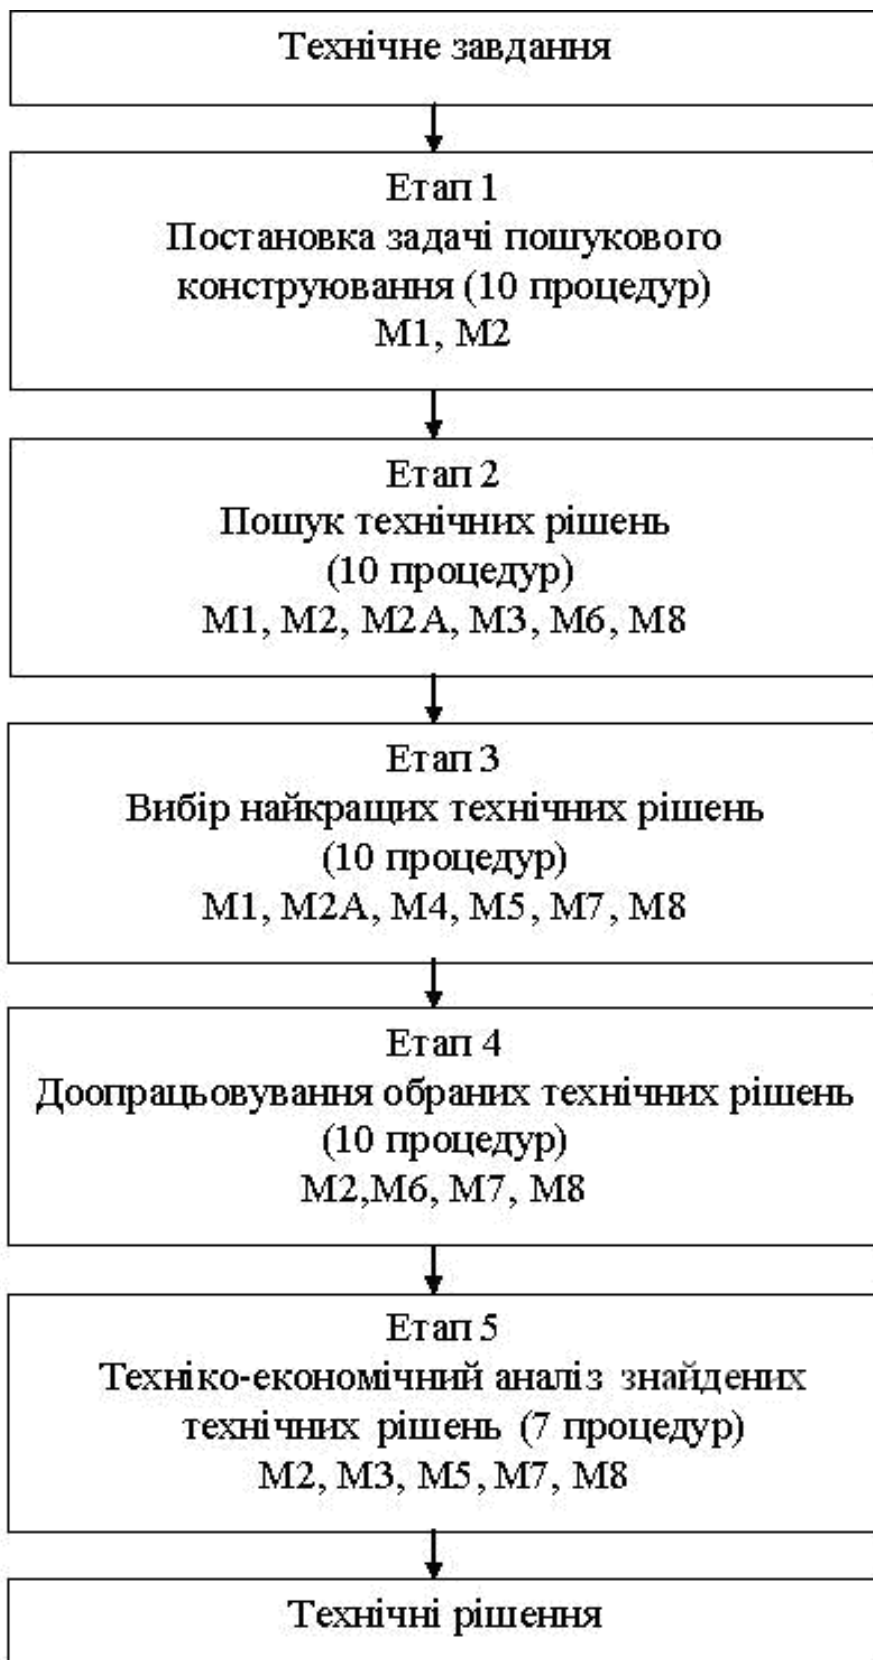 Технічне завдання
Етап 1
Постановка задачі пошукового
конструювання (10 процедур)
М1, М2
Етап 2
Пошук технічних рішень
(10 процедур)
М1, М2, М2А, М3, М6, М8
Етап 3
Вибір найкращих технічних рішень
(10 процедур)
М1, М2А, М4, М5, М7, М8
Етап 4
Доопрацьовування обраних технічних рішень
(10 процедур)
М2,М6, М7, М8
Етап 5
Техніко-економічний аналіз знайдених
технічних рішень (7 процедур)
М2, М3, М5, М7, М8
Технічні рішення